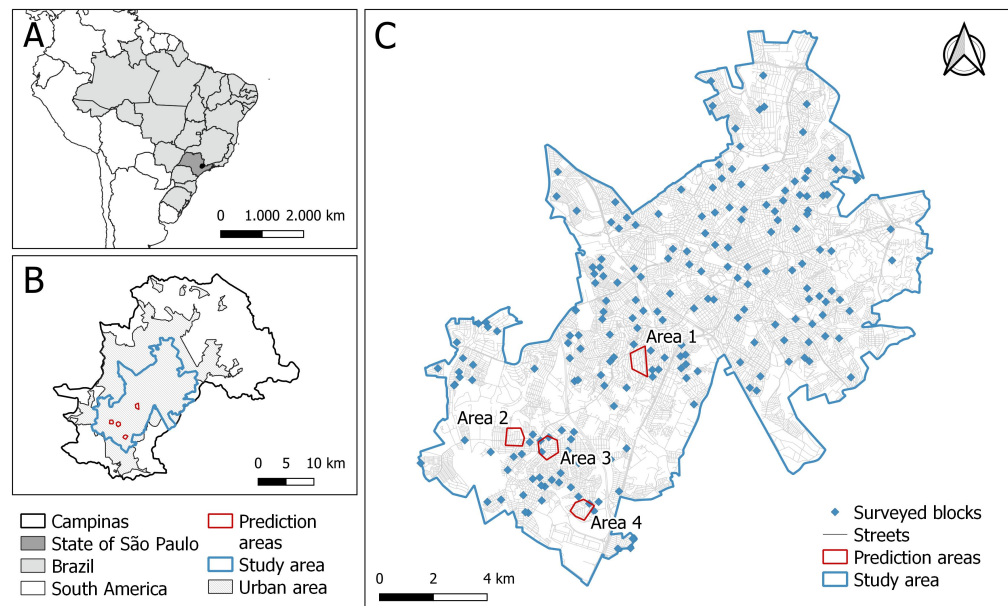 A
0 1.000 2.000 km
B
0 5 10 km
Campinas
State of São Paulo
Brazil
South America
Prediction
areas
Study area
Urban area
C
Area 1
Area 2
Area 3
Area 4
0 2 4 km
Surveyed blocks
Streets
Prediction areas
Study area